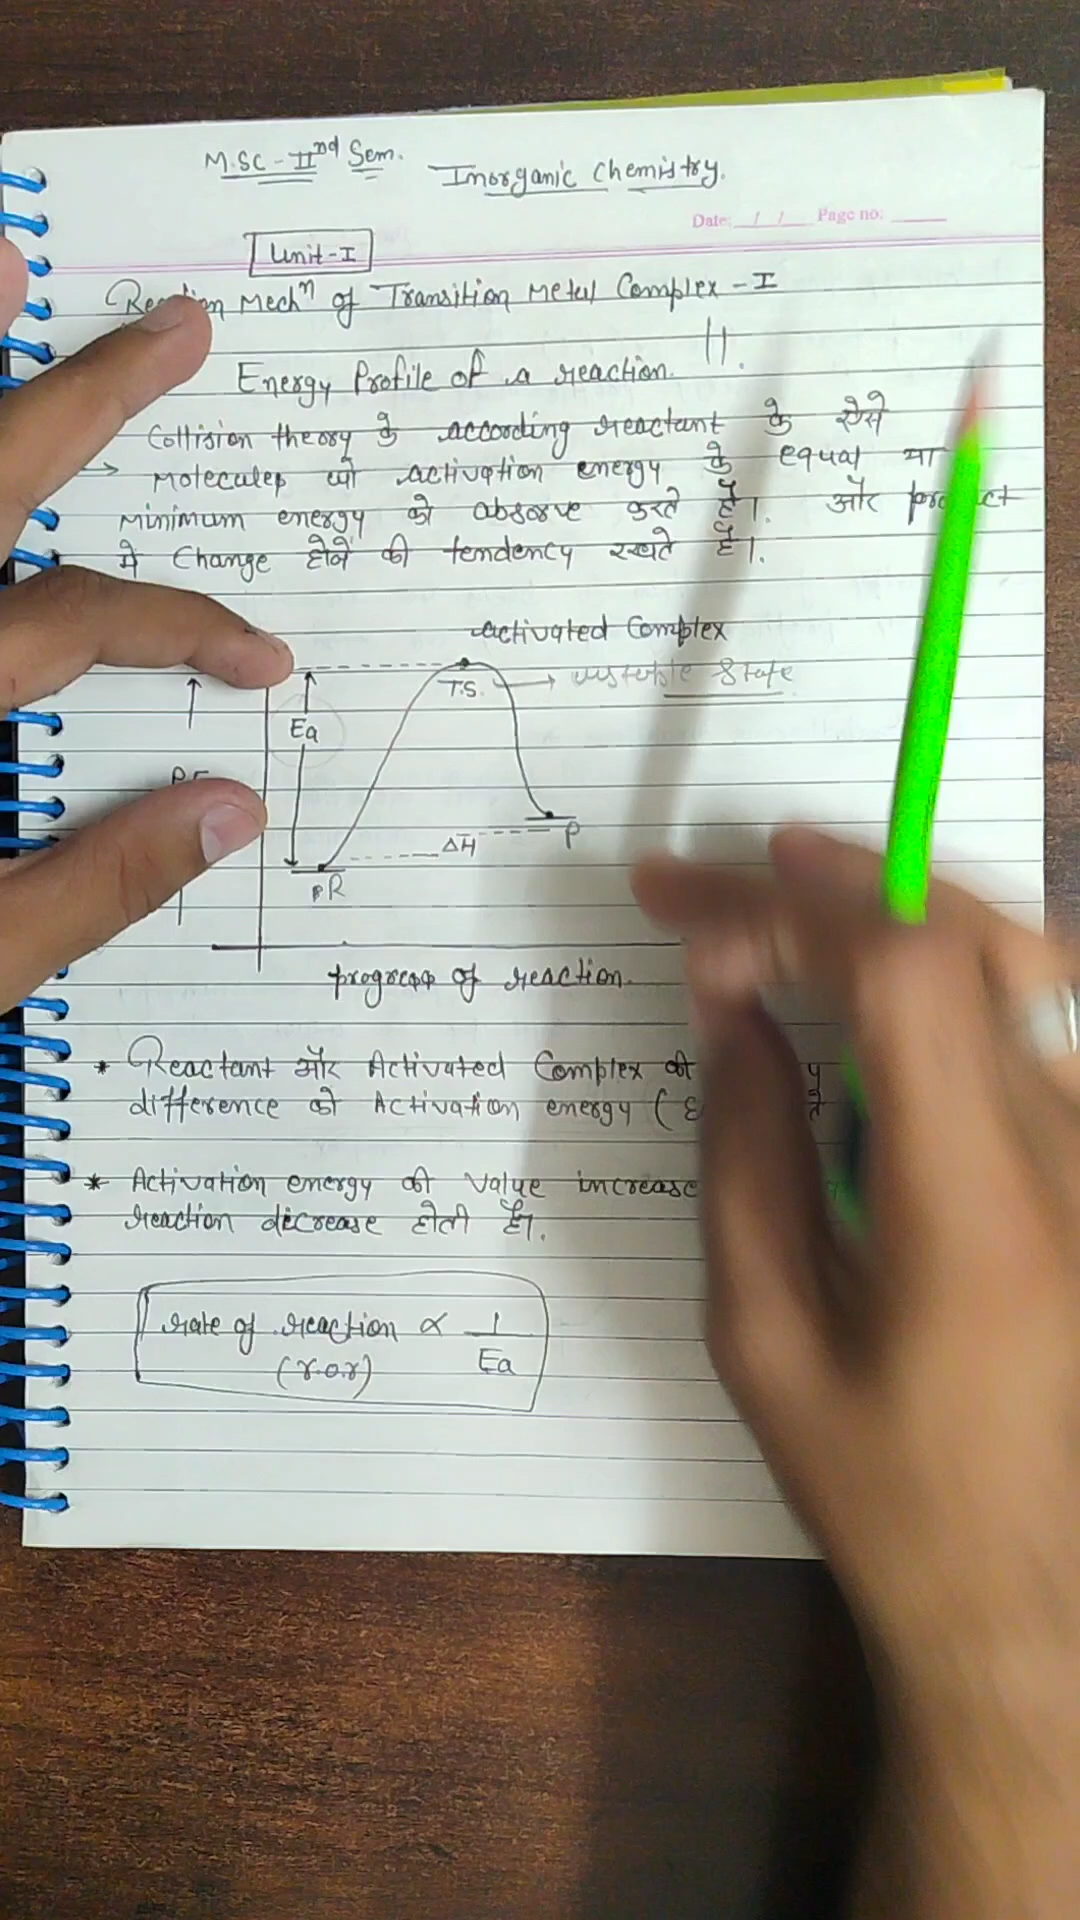 M.SC - IInd Sem.
Inorganic Chemistry.
Date: / / Page no:
Unit-I
Mechn of Transition Metal Complex - I
Energy Profile of a reaction.
Collision theory के according reactant के ऐसे
→ Molecules जो activation energy के equal या
minimum energy को absorve करते है। और product
मे Change होने की tendency रखते है।.
Activated Complex
T.S. → unstable state
Ea
ΔH
P
R
progress of reaction.
* Reactant और Activated Complex की
difference को Activation energy (
* Activation energy की value increase
reaction decrease होती है।.
rate of reaction ∝ 1
(r.o.r) Ea